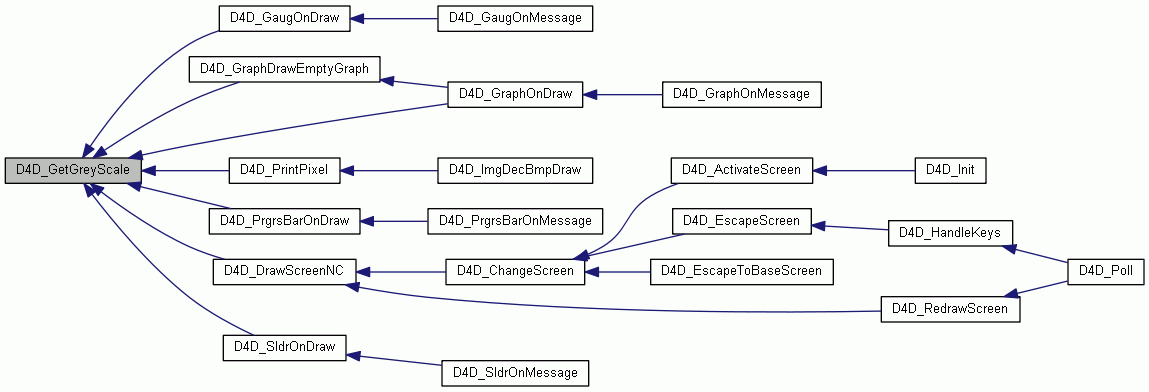 D4D_GaugOnDraw
D4D_GaugOnMessage
D4D_GraphDrawEmptyGraph
D4D_GraphOnDraw
D4D_GraphOnMessage
D4D_GetGreyScale
D4D_PrintPixel
D4D_ImgDecBmpDraw
D4D_ActivateScreen
D4D_Init
D4D_PrgrsBarOnDraw
D4D_PrgrsBarOnMessage
D4D_EscapeScreen
D4D_HandleKeys
D4D_DrawScreenNC
D4D_ChangeScreen
D4D_EscapeToBaseScreen
D4D_Poll
D4D_RedrawScreen
D4D_SldrOnDraw
D4D_SldrOnMessage